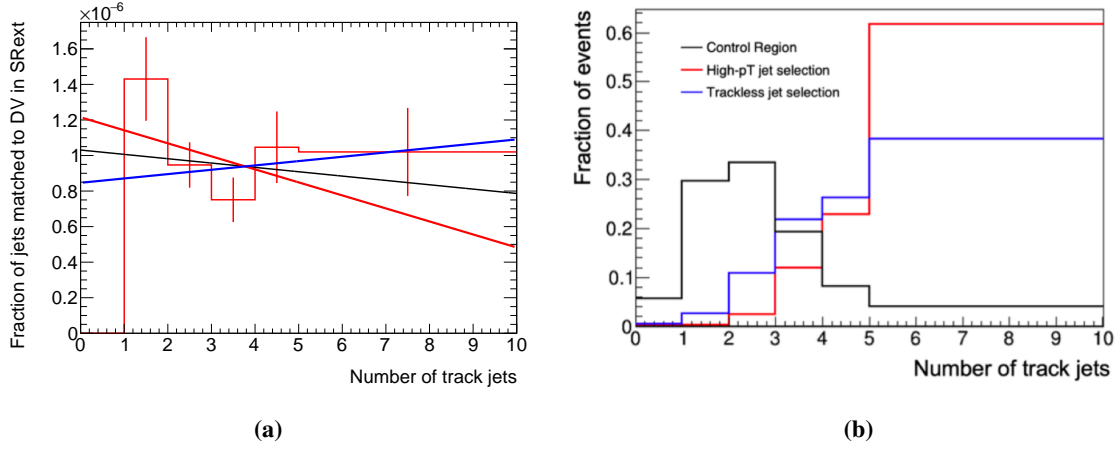 ×10⁻⁶
Fraction of jets matched to DV in SRext
1.6
1.4
1.2
1
0.8
0.6
0.4
0.2
0
0 1 2 3 4 5 6 7 8 9 10
Number of track jets
(a)
Fraction of events
0.6
0.5
0.4
0.3
0.2
0.1
0
Control Region
High-pT jet selection
Trackless jet selection
0 1 2 3 4 5 6 7 8 9 10
Number of track jets
(b)